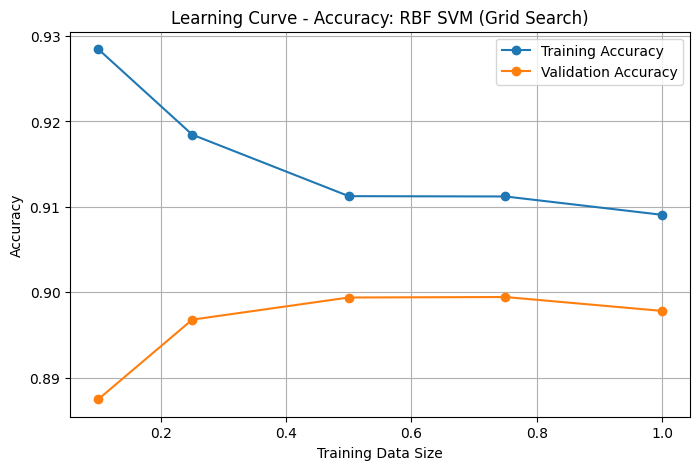 Learning Curve - Accuracy: RBF SVM (Grid Search)
0.93
0.92
0.91
0.90
0.89
Accuracy
Training Accuracy
Validation Accuracy
0.2 0.4 0.6 0.8 1.0
Training Data Size